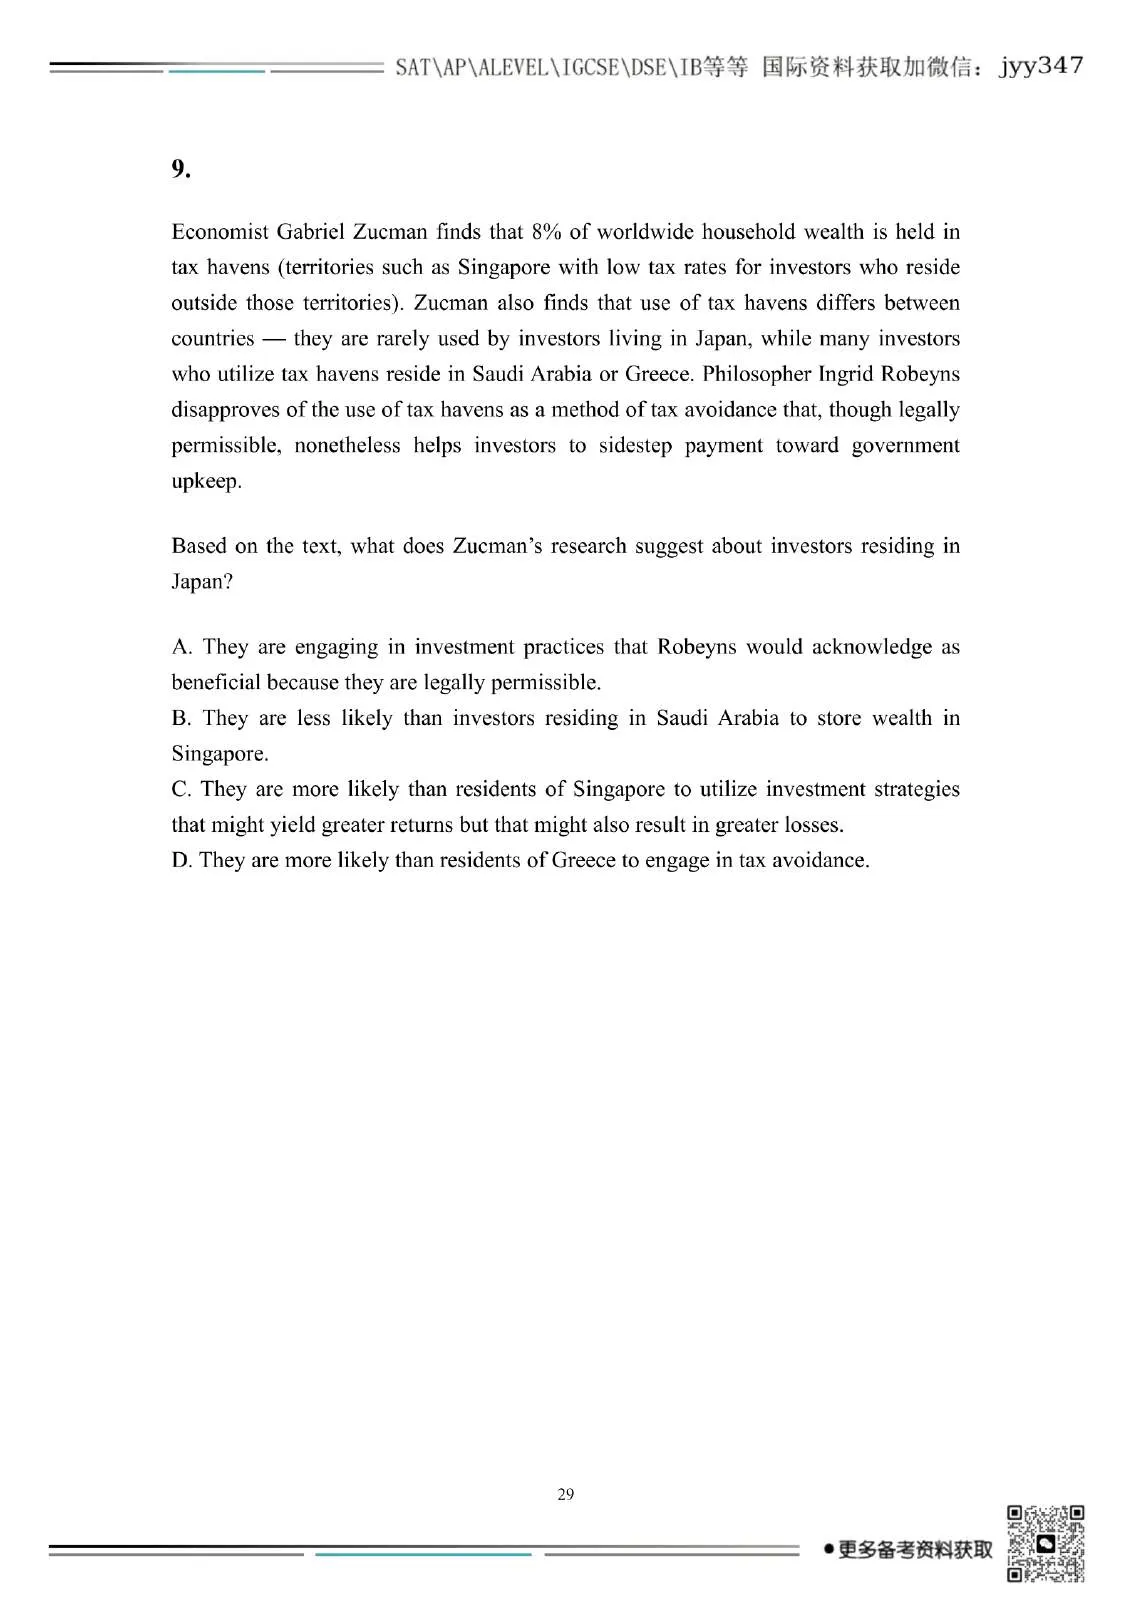 SAT\AP\ALEVEL\IGCSE\DSE\IB等等 国际资料获取加微信：jyy347
9.
Economist Gabriel Zucman finds that 8% of worldwide household wealth is held in
tax havens (territories such as Singapore with low tax rates for investors who reside
outside those territories). Zucman also finds that use of tax havens differs between
countries — they are rarely used by investors living in Japan, while many investors
who utilize tax havens reside in Saudi Arabia or Greece. Philosopher Ingrid Robeyns
disapproves of the use of tax havens as a method of tax avoidance that, though legally
permissible, nonetheless helps investors to sidestep payment toward government
upkeep.
Based on the text, what does Zucman’s research suggest about investors residing in
Japan?
A. They are engaging in investment practices that Robeyns would acknowledge as
beneficial because they are legally permissible.
B. They are less likely than investors residing in Saudi Arabia to store wealth in
Singapore.
C. They are more likely than residents of Singapore to utilize investment strategies
that might yield greater returns but that might also result in greater losses.
D. They are more likely than residents of Greece to engage in tax avoidance.
29
●更多备考资料获取